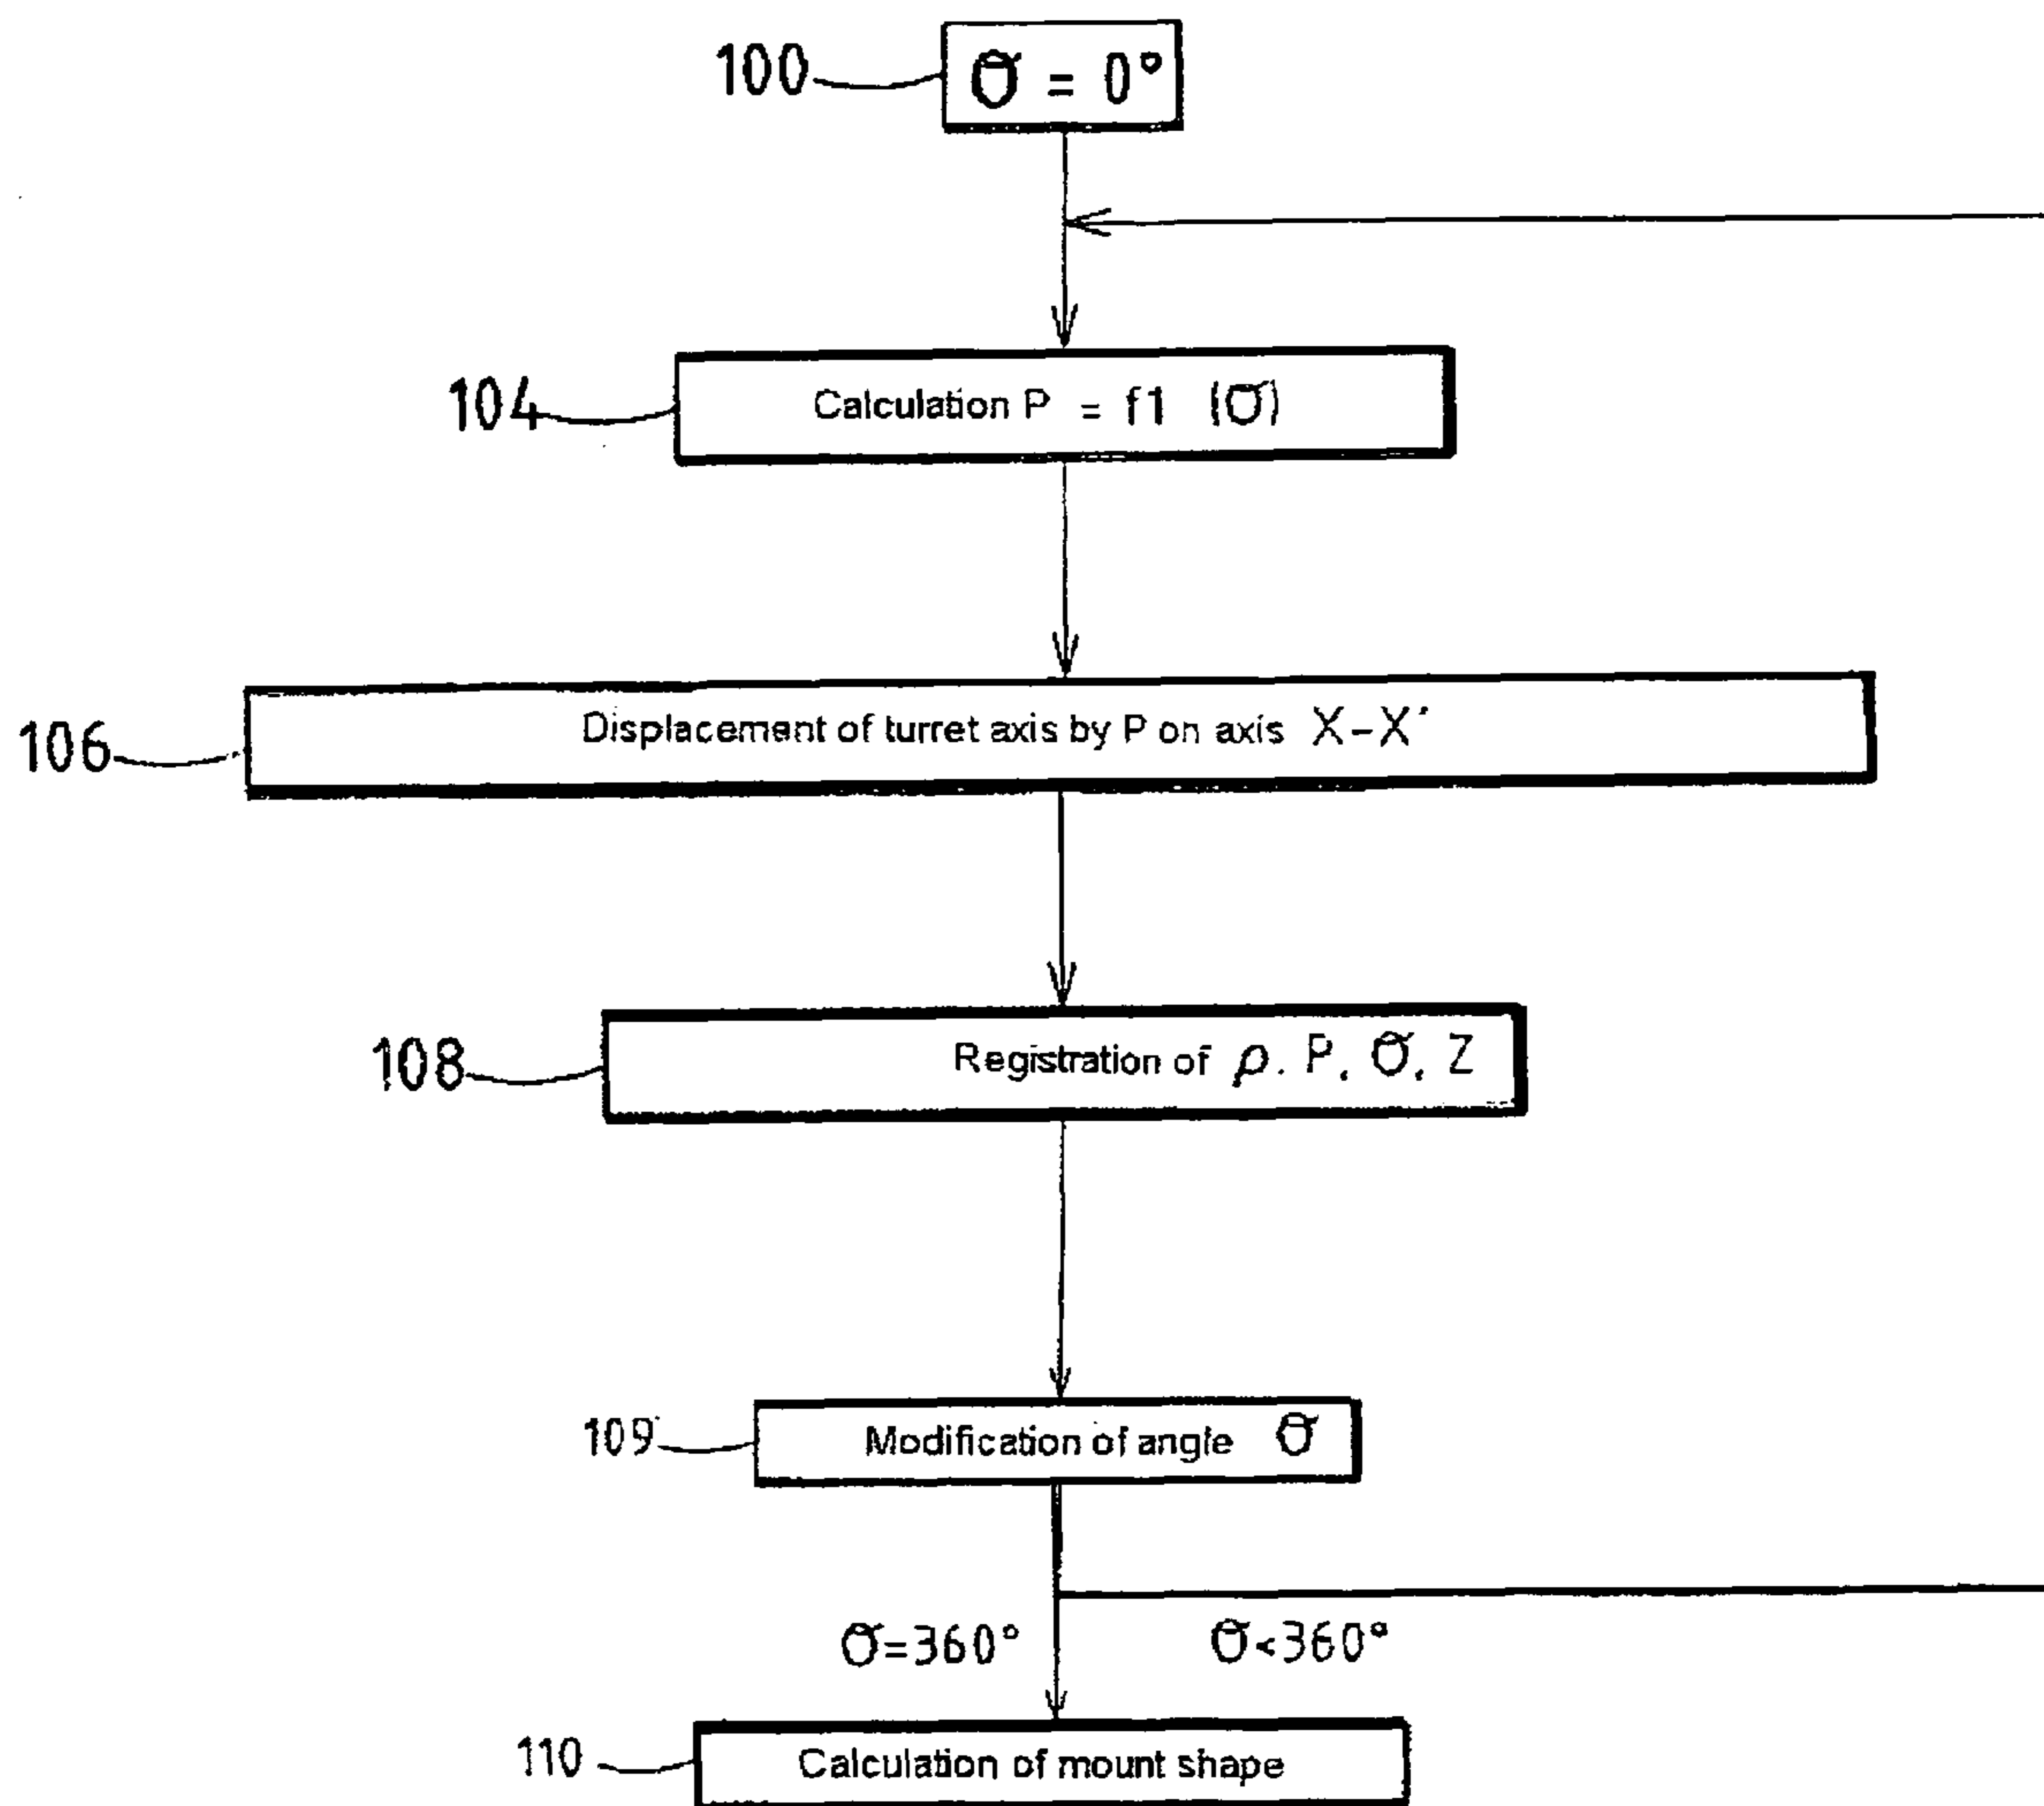 100 σ = 0°
104 Calculation P = f1 (σ)
106 Displacement of turret axis by P on axis X-X'
108 Registration of ρ. P, σ, Z
109 Modification of angle σ
σ=360° σ<360°
110 Calculation of mount shape